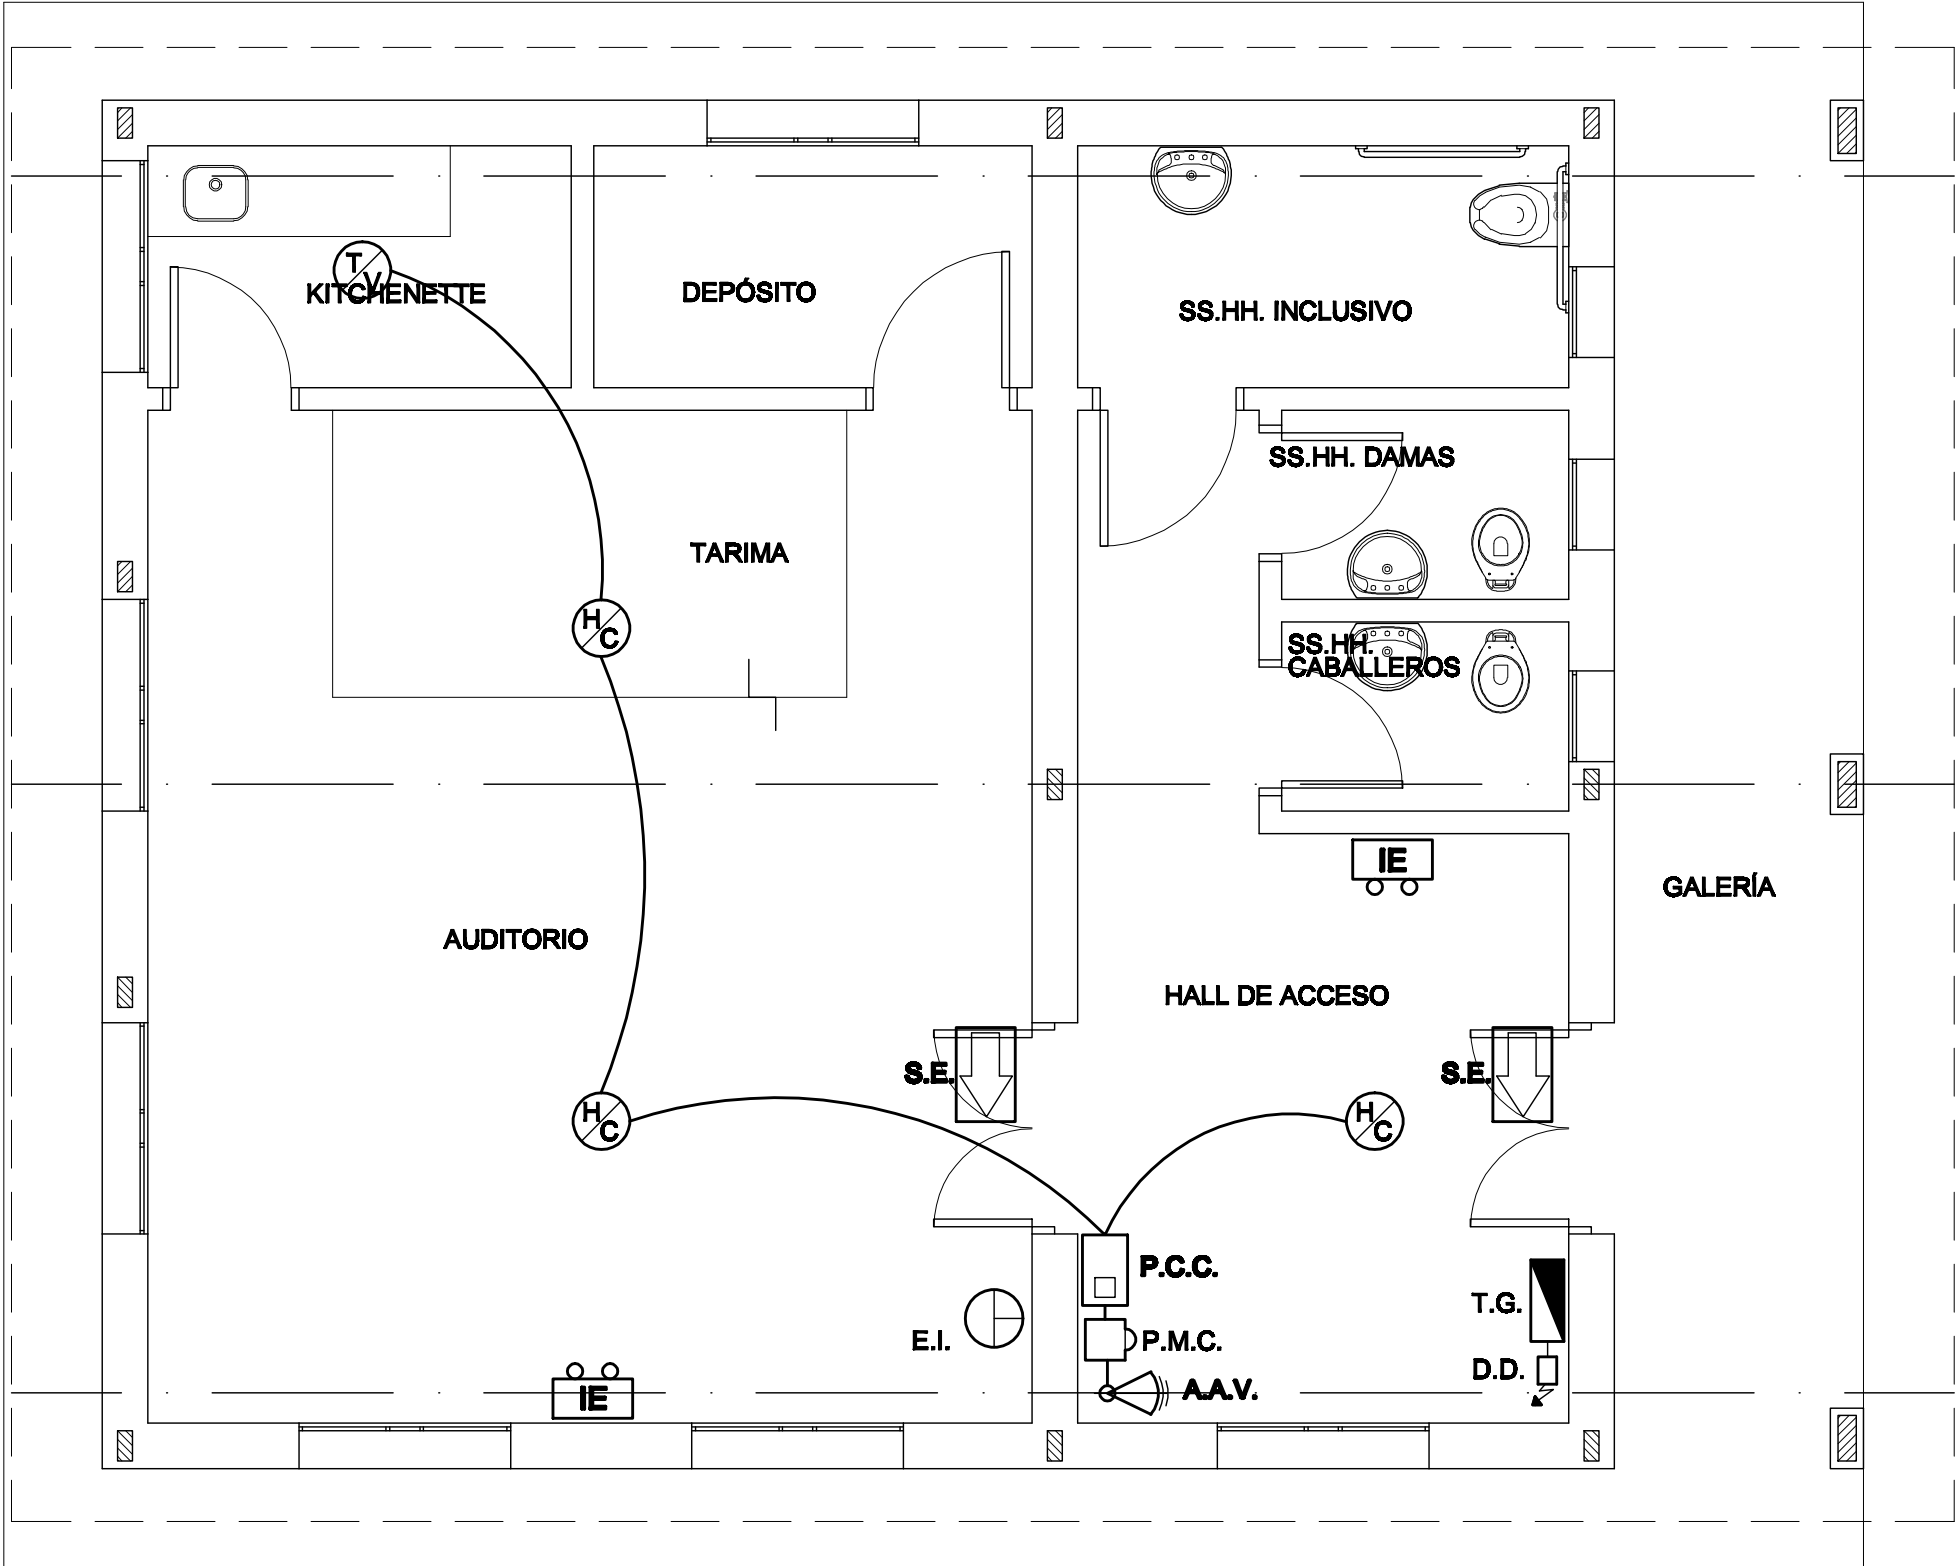 T
V
KITCHENETTE
DEPÓSITO
SS.HH. INCLUSIVO
SS.HH. DAMAS
TARIMA
H
C
SS.HH.
CABALLEROS
IE
GALERÍA
AUDITORIO
HALL DE ACCESO
S.E.
S.E.
H
C
H
C
P.C.C.
T.G.
E.I.
P.M.C.
D.D.
IE
A.A.V.